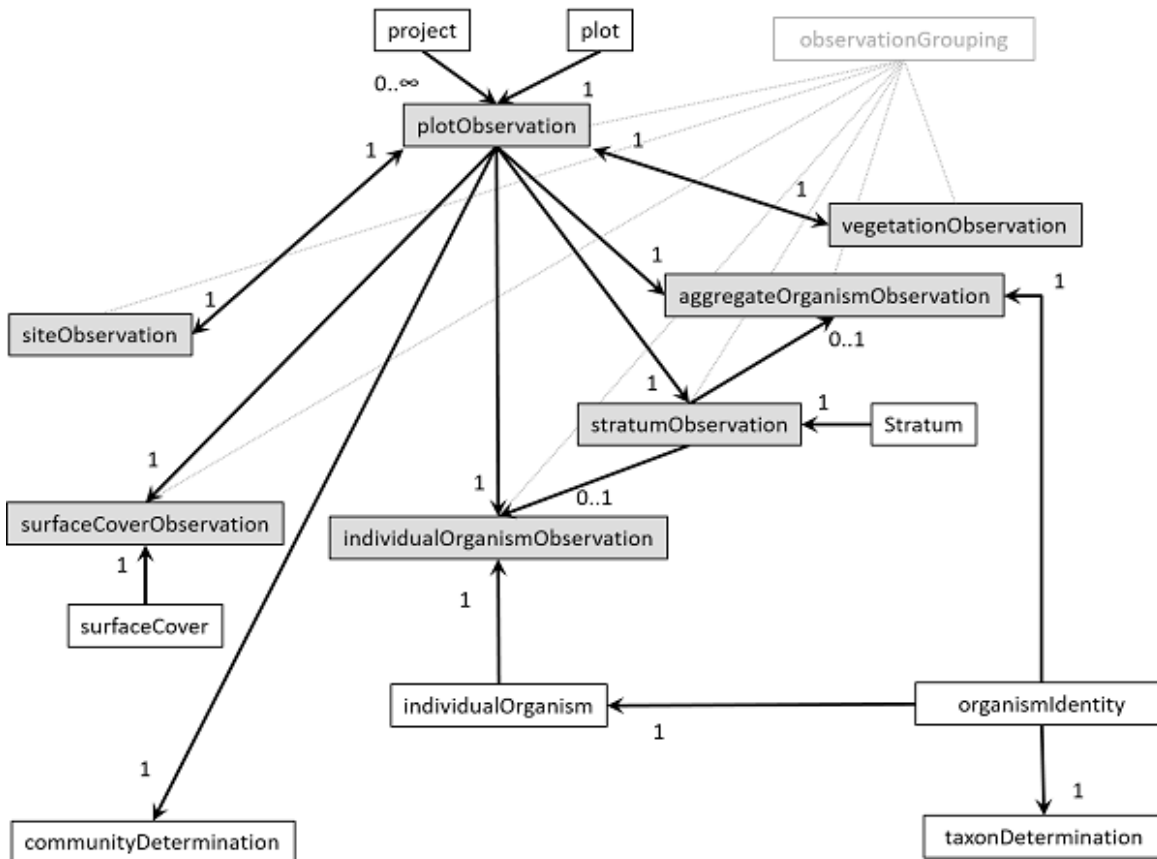 project
plot
observationGrouping
0..∞
1
plotObservation
1
1
1
vegetationObservation
1
aggregateOrganismObservation
1
1
siteObservation
0..1
1
stratumObservation
1
Stratum
1
surfaceCoverObservation
1
0..1
individualOrganismObservation
1
1
surfaceCover
individualOrganism
1
organismIdentity
1
1
communityDetermination
taxonDetermination